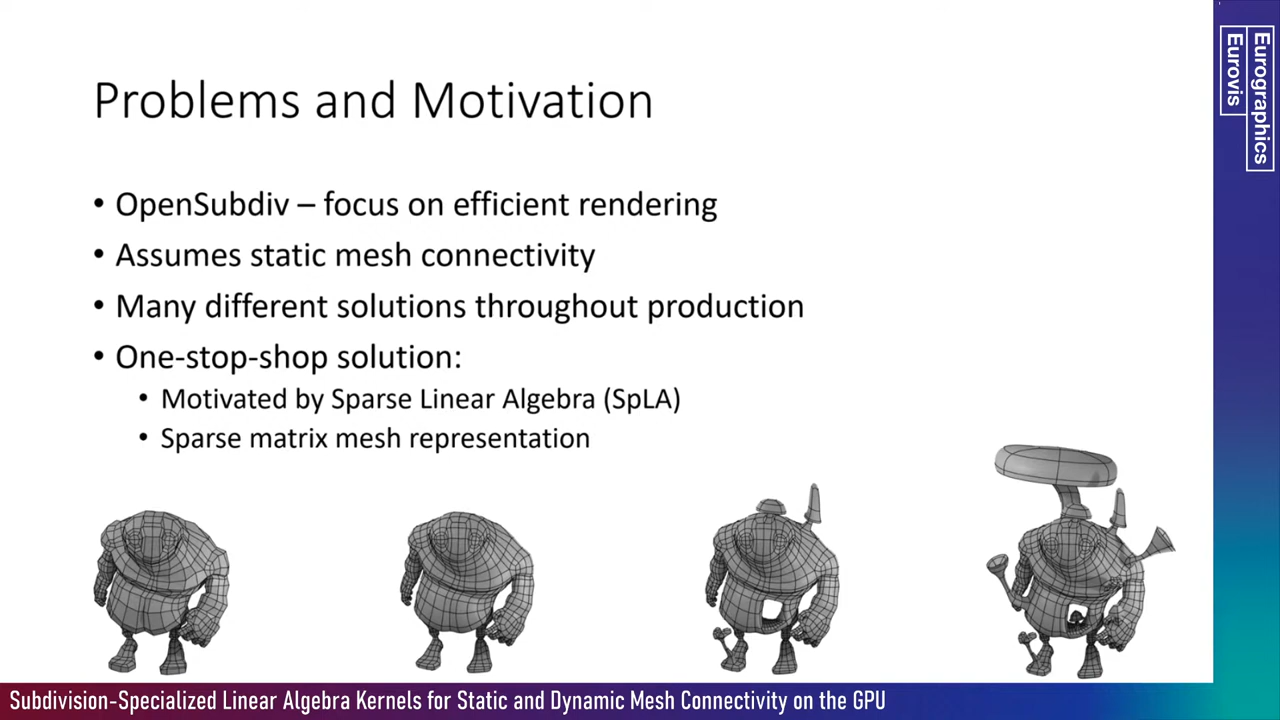 Problems and Motivation
• OpenSubdiv – focus on efficient rendering
• Assumes static mesh connectivity
• Many different solutions throughout production
• One-stop-shop solution:
• Motivated by Sparse Linear Algebra (SpLA)
• Sparse matrix mesh representation
Eurographics
Eurovis
Subdivision-Specialized Linear Algebra Kernels for Static and Dynamic Mesh Connectivity on the GPU